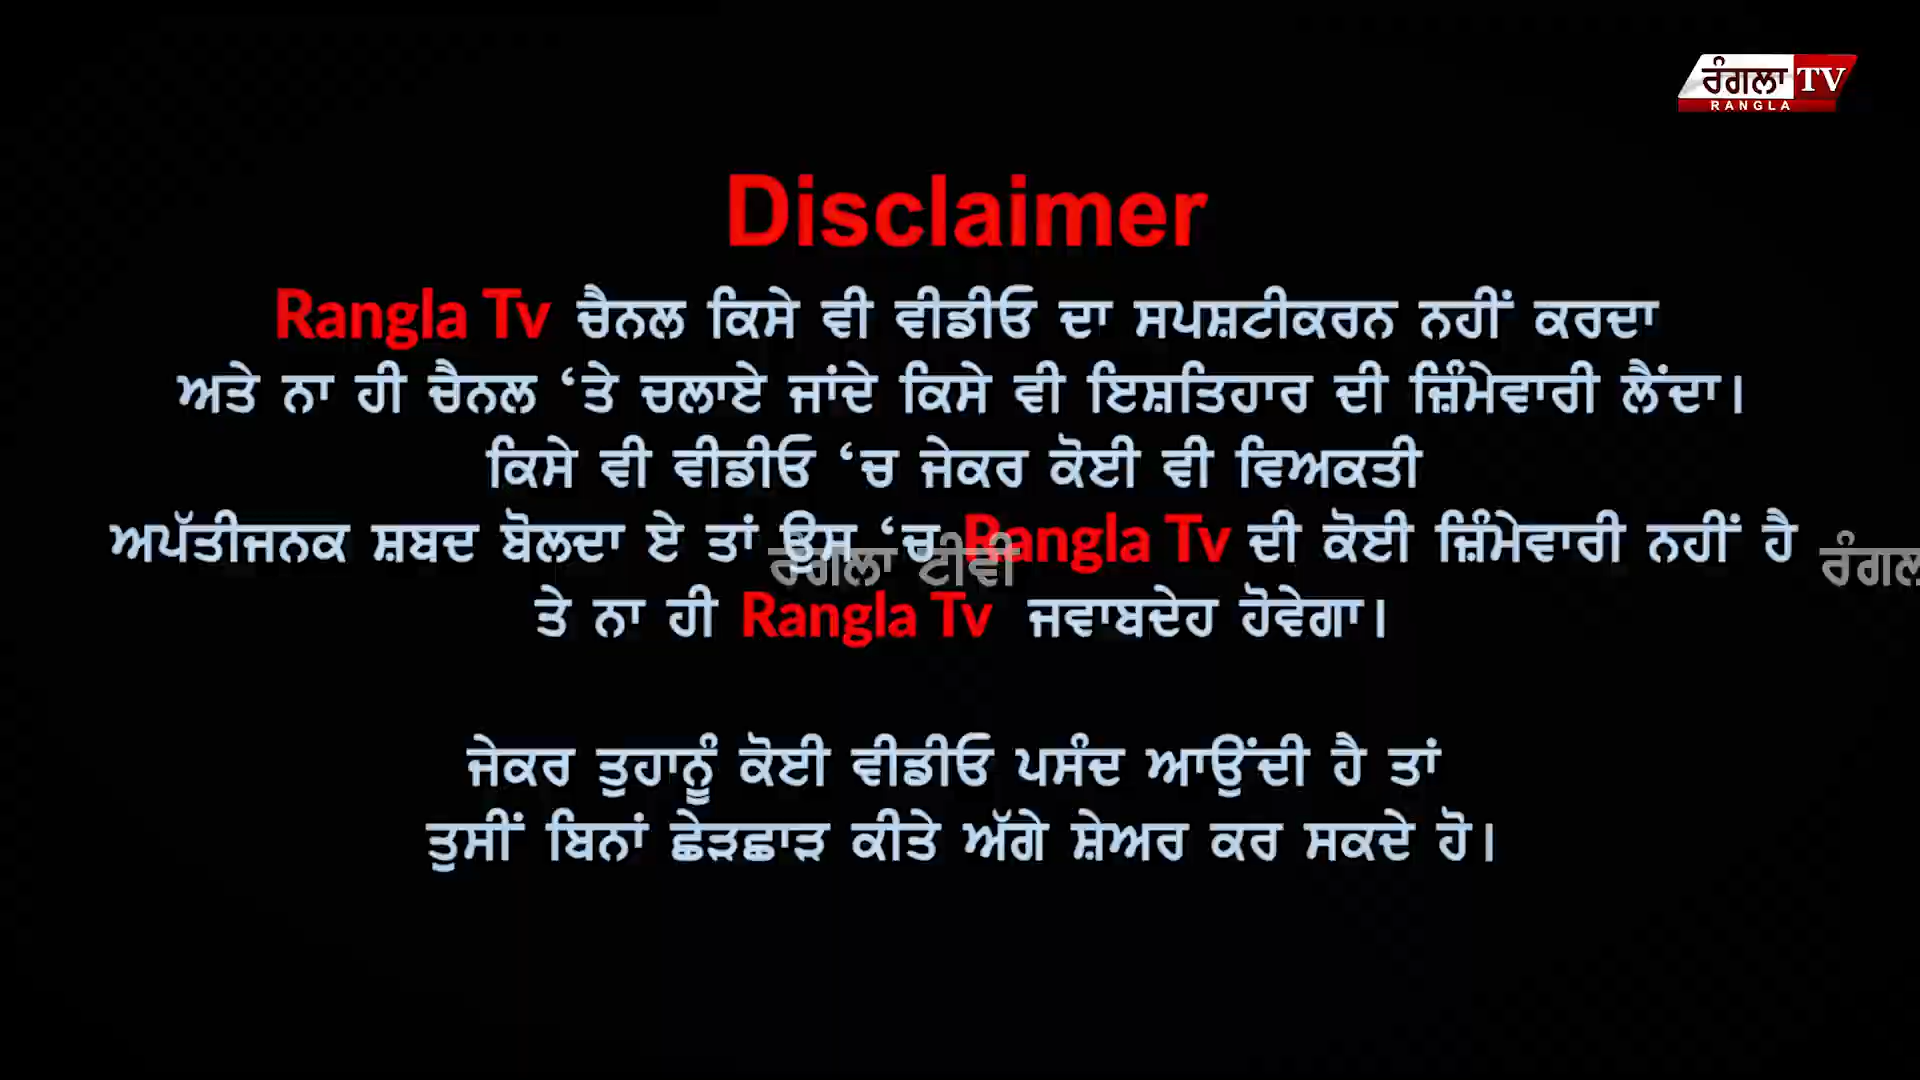 ਰੰਗਲਾ TV
RANGLA
Disclaimer
Rangla Tv ਚੈਨਲ ਕਿਸੇ ਵੀ ਵੀਡੀਓ ਦਾ ਸਪਸ਼ਟੀਕਰਨ ਨਹੀਂ ਕਰਦਾ
ਅਤੇ ਨਾ ਹੀ ਚੈਨਲ ‘ਤੇ ਚਲਾਏ ਜਾਂਦੇ ਕਿਸੇ ਵੀ ਇਸ਼ਤਿਹਾਰ ਦੀ ਜ਼ਿੰਮੇਵਾਰੀ ਲੈਂਦਾ।
ਕਿਸੇ ਵੀ ਵੀਡੀਓ ‘ਚ ਜੇਕਰ ਕੋਈ ਵੀ ਵਿਅਕਤੀ
ਅਪੱਤੀਜਨਕ ਸ਼ਬਦ ਬੋਲਦਾ ਏ ਤਾਂ ਉਸ ‘ਚ Rangla Tv ਦੀ ਕੋਈ ਜ਼ਿੰਮੇਵਾਰੀ ਨਹੀਂ ਹੈ
ਰੰਗਲਾ ਟੀਵੀ
ਤੇ ਨਾ ਹੀ Rangla Tv ਜਵਾਬਦੇਹ ਹੋਵੇਗਾ।
ਜੇਕਰ ਤੁਹਾਨੂੰ ਕੋਈ ਵੀਡੀਓ ਪਸੰਦ ਆਉਂਦੀ ਹੈ ਤਾਂ
ਤੁਸੀਂ ਬਿਨਾਂ ਛੇੜਛਾੜ ਕੀਤੇ ਅੱਗੇ ਸ਼ੇਅਰ ਕਰ ਸਕਦੇ ਹੋ।